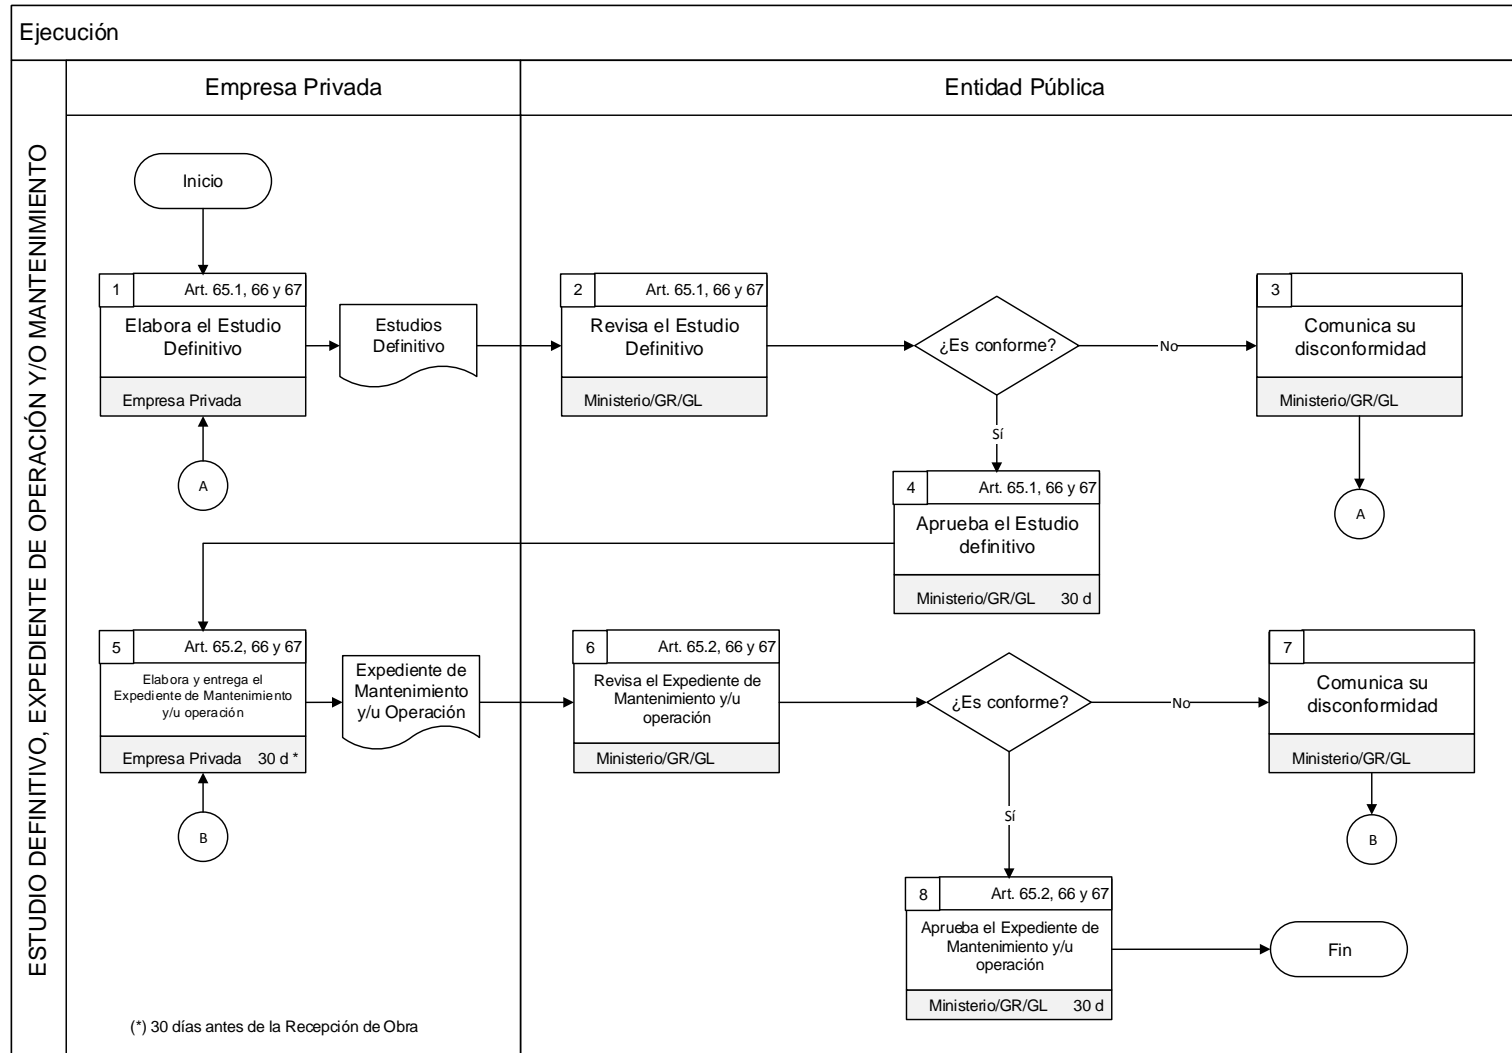 Ejecución
ESTUDIO DEFINITIVO, EXPEDIENTE DE OPERACIÓN Y/O MANTENIMIENTO
Empresa Privada
Entidad Pública
Inicio
1
Art. 65.1, 66 y 67
Elabora el Estudio
Definitivo
Empresa Privada
Estudios
Definitivo
2
Art. 65.1, 66 y 67
Revisa el Estudio
Definitivo
Ministerio/GR/GL
¿Es conforme?
No
3
Comunica su
disconformidad
Ministerio/GR/GL
Sí
A
A
4
Art. 65.1, 66 y 67
Aprueba el Estudio
definitivo
Ministerio/GR/GL 30 d
5
Art. 65.2, 66 y 67
Elabora y entrega el
Expediente de Mantenimiento
y/u operación
Empresa Privada 30 d *
Expediente de
Mantenimiento
y/u Operación
6
Art. 65.2, 66 y 67
Revisa el Expediente de
Mantenimiento y/u
operación
Ministerio/GR/GL
¿Es conforme?
No
7
Comunica su
disconformidad
Ministerio/GR/GL
Sí
B
B
8
Art. 65.2, 66 y 67
Aprueba el Expediente de
Mantenimiento y/u
operación
Ministerio/GR/GL 30 d
Fin
(*) 30 días antes de la Recepción de Obra